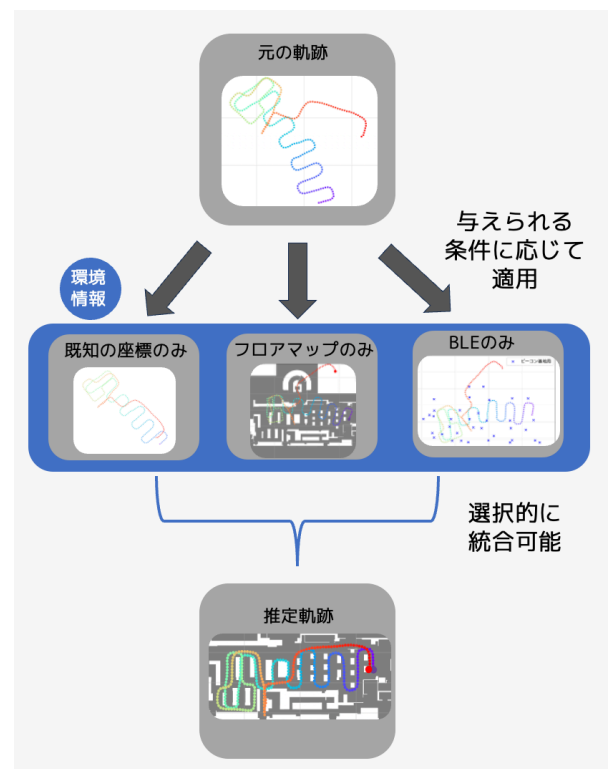 元の軌跡
与えられる
条件に応じて
適用
環境
情報
既知の座標のみ
フロアマップのみ
BLEのみ
選択的に
統合可能
推定軌跡